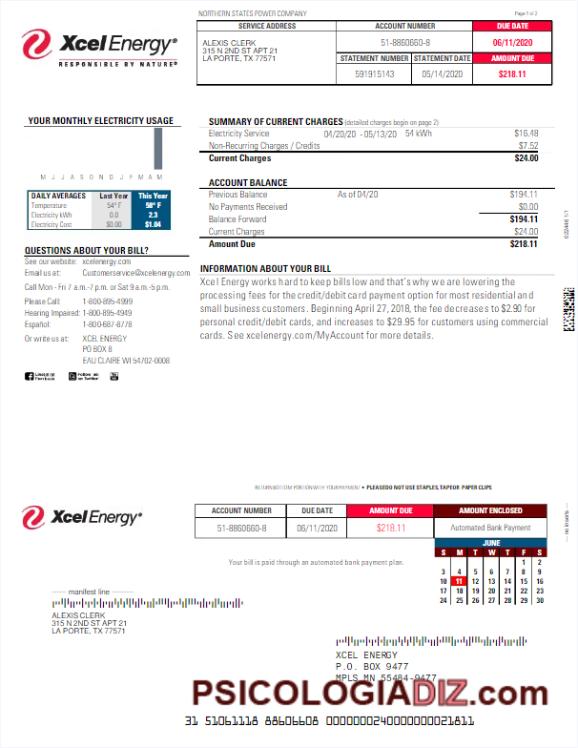 NORTHERN STATES POWER COMPANY Page 1 of 2
XcelEnergy®
RESPONSIBLE BY NATURE®
SERVICE ADDRESS ACCOUNT NUMBER DUE DATE
ALEXIS CLERK
315 N 2ND ST APT 21
LA PORTE, TX 77571
51-8860660-8 06/11/2020
STATEMENT NUMBER STATEMENT DATE AMOUNT DUE
591915143 05/14/2020 $218.11
YOUR MONTHLY ELECTRICITY USAGE
M J J A S O N D J F M A M
DAILY AVERAGES Last Year This Year
Temperature 54° F 58° F
Electricity kWh 0.0 2.3
Electricity Cost $0.00 $1.04
QUESTIONS ABOUT YOUR BILL?
See our website: xcelenergy.com
Email us at: Customerservice@xcelenergy.com
Call Mon - Fri 7 a.m.-7 p.m. or Sat 9 a.m.-5 p.m.
Please Call: 1-800-895-4999
Hearing Impaired: 1-800-895-4949
Español: 1-800-687-8778
Or write us at: XCEL ENERGY
PO BOX 8
EAU CLAIRE WI 54702-0008
Follow us
on Twitter
SUMMARY OF CURRENT CHARGES (detailed charges begin on page 2)
Electricity Service 04/20/20 - 05/13/20 54 kWh $16.48
Non-Recurring Charges / Credits $7.52
Current Charges $24.00
ACCOUNT BALANCE
Previous Balance As of 04/20 $194.11
No Payments Received $0.00
Balance Forward $194.11
Current Charges $24.00
Amount Due $218.11
INFORMATION ABOUT YOUR BILL
Xcel Energy works hard to keep bills low and that's why we are lowering the
processing fees for the credit/debit card payment option for most residential and
small business customers. Beginning April 27, 2018, the fee decreases to $2.90 for
personal credit/debit cards, and increases to $29.95 for customers using commercial
cards. See xcelenergy.com/MyAccount for more details.
RETURN BOTTOM PORTION WITH YOUR PAYMENT • PLEASE DO NOT USE STAPLES, TAPE OR PAPER CLIPS
XcelEnergy®
ACCOUNT NUMBER DUE DATE AMOUNT DUE AMOUNT ENCLOSED
51-8860660-8 06/11/2020 $218.11 Automated Bank Payment
Your bill is paid through an automated bank payment plan.
JUNE
S M T W T F S
1 2
3 4 5 6 7 8 9
10 11 12 13 14 15 16
17 18 19 20 21 22 23
24 25 26 27 28 29 30
no inserts
manifest line
ALEXIS CLERK
315 N 2ND ST APT 21
LA PORTE, TX 77571
XCEL ENERGY
P.O. BOX 9477
MPLS MN 55484-9477
PSICOLOGIADIZ.com
31 51061118 88606608 0000000240000000021811